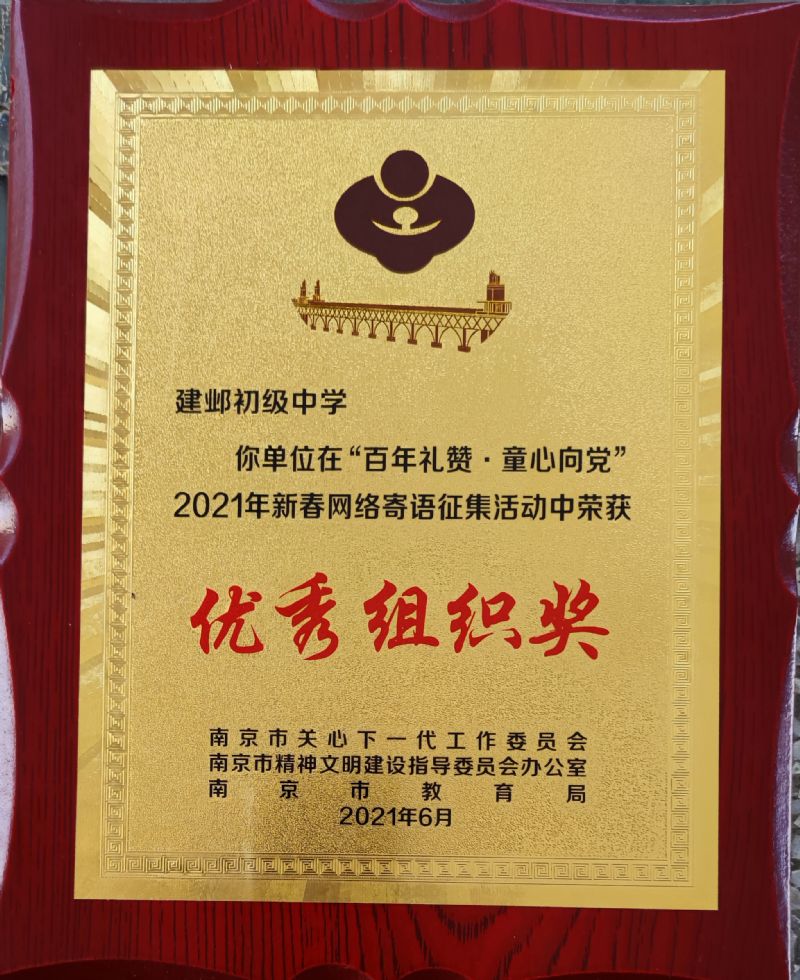 建邺初级中学
你单位在“百年礼赞·童心向党”
2021年新春网络寄语征集活动中荣获
优秀组织奖
南京市关心下一代工作委员会
南京市精神文明建设指导委员会办公室
南京市教育局
2021年6月